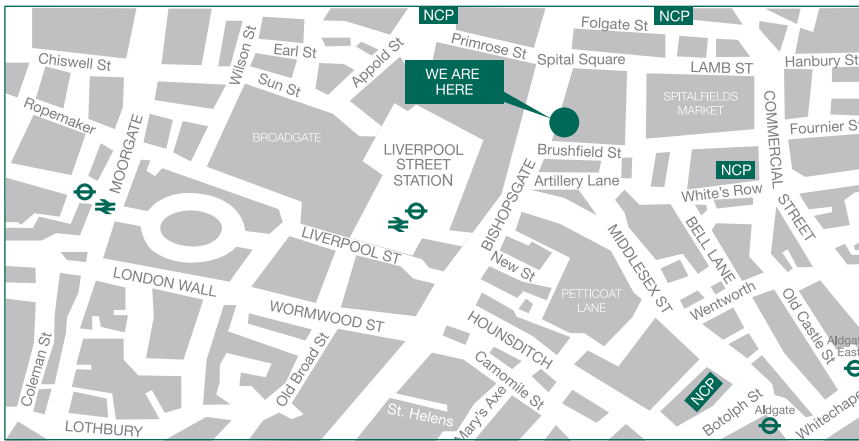 NCP
NCP
Folgate St
Primrose St
Earl St
Appold St
Wilson St
Chiswell St
Spital Square
LAMB ST
Hanbury St
Sun St
WE ARE
HERE
SPITALFIELDS
MARKET
COMMERCIAL
STREET
Ropemaker
MOORGATE
BROADGATE
LIVERPOOL
STREET
STATION
Fournier St
Brushfield St
Artillery Lane
NCP
White's Row
BISHOPSGATE
LIVERPOOL ST
MIDDLESEX ST
BELL LANE
New St
LONDON WALL
PETTICOAT
LANE
Wentworth
WORMWOOD ST
HOUNSDITCH
Old Castle St
Coleman St
Old Broad St
Camomile St
Aldgate
East
NCP
St. Helens
Mary's Axe
Botolph St
Aldgate
Whitechape
LOTHBURY